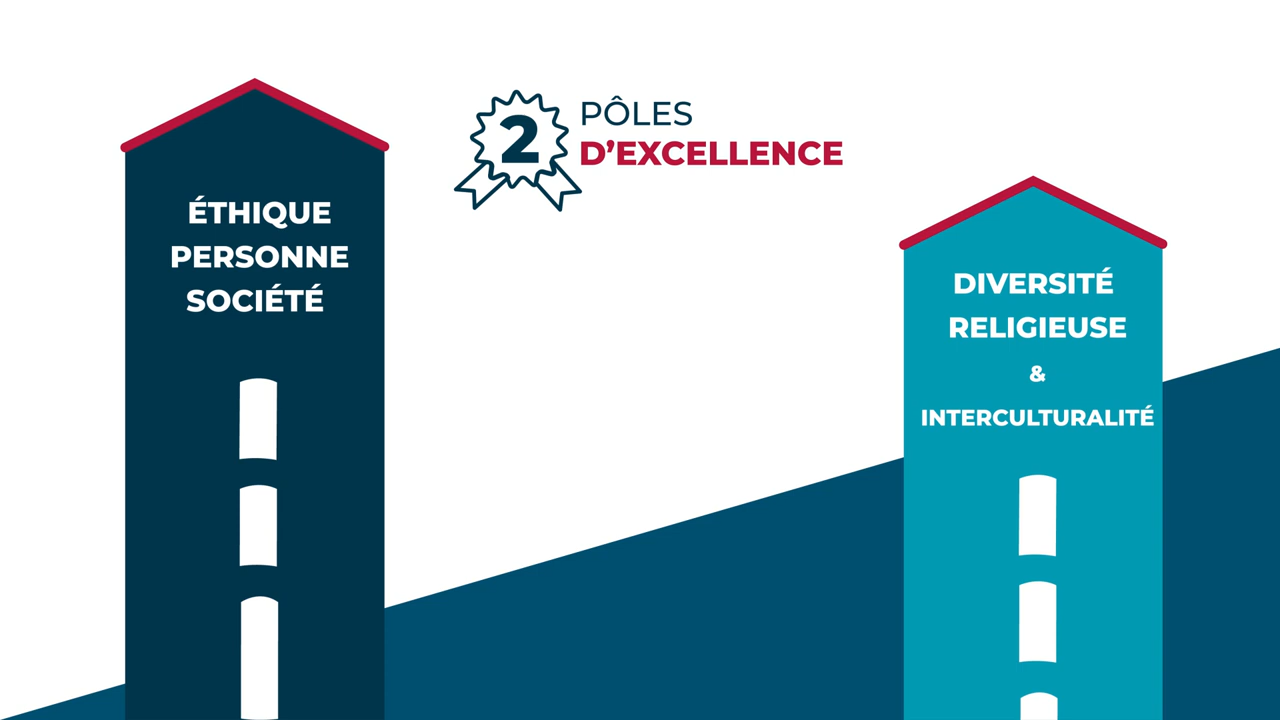 2
PÔLES
D'EXCELLENCE
ÉTHIQUE
PERSONNE
SOCIÉTÉ
DIVERSITÉ
RELIGIEUSE
&
INTERCULTURALITÉ